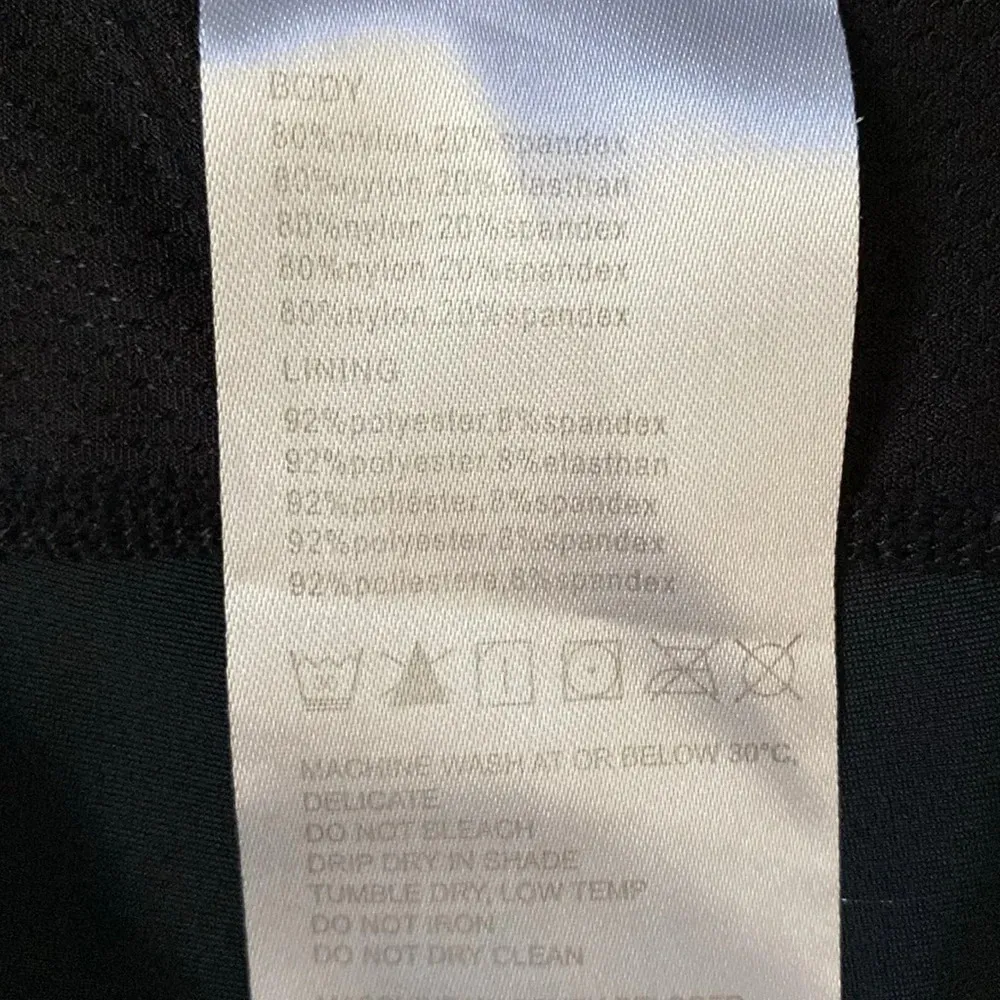 BODY
80%nylon.20%spandex
80%nylon.20%elasthan
80%nylon.20%spandex
80%nylon.20%spandex
80%nylon.20%spandex
LINING
92%polyester.8%spandex
92%polyester.8%elasthan
92%poliester.8%spandex
92%polyester.8%spandex
92%poliestere.8%spandex
MACHINE WASH AT OR BELOW 30°C.
DELICATE
DO NOT BLEACH
DRIP DRY IN SHADE
TUMBLE DRY, LOW TEMP
DO NOT IRON
DO NOT DRY CLEAN